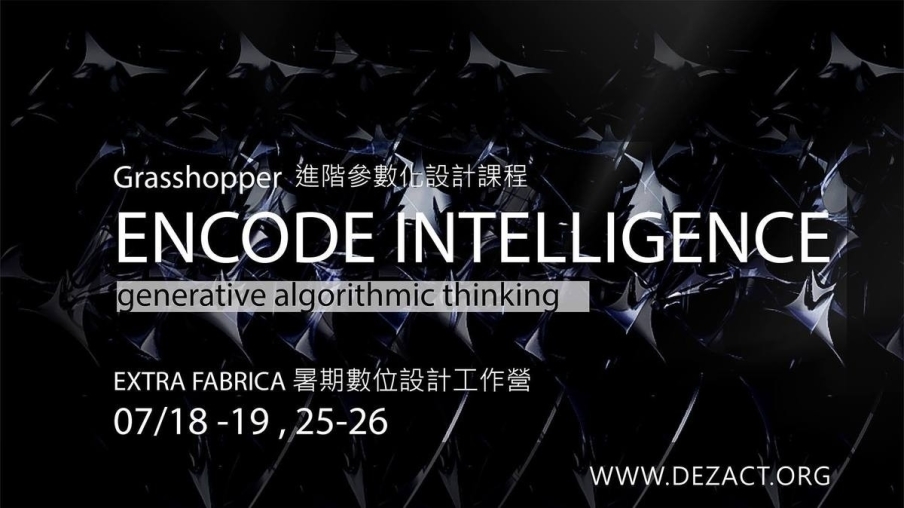 Grasshopper 進階參數化設計課程
ENCODE INTELLIGENCE
generative algorithmic thinking
EXTRA FABRICA 暑期數位設計工作營
07/18 -19 , 25-26
WWW.DEZACT.ORG